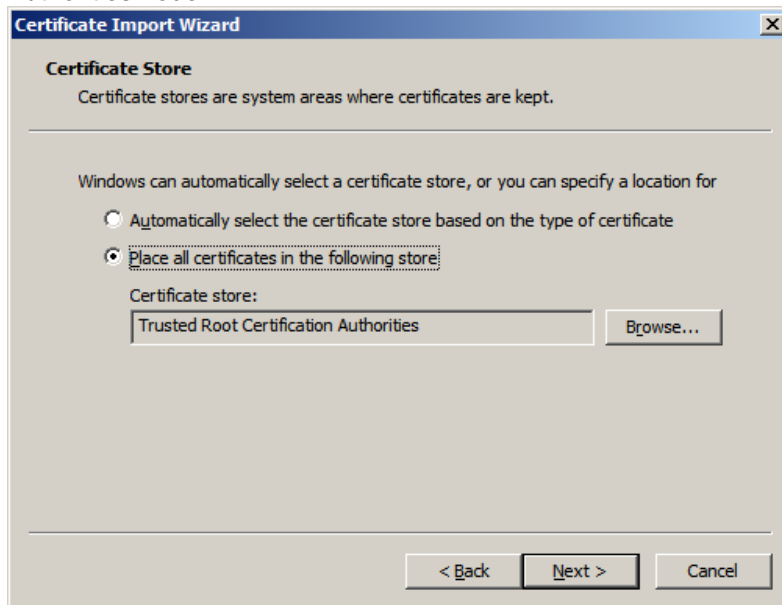 Certificate Import Wizard
Certificate Store
Certificate stores are system areas where certificates are kept.
Windows can automatically select a certificate store, or you can specify a location for
Automatically select the certificate store based on the type of certificate
Place all certificates in the following store
Certificate store:
Trusted Root Certification Authorities
Browse...
< Back
Next >
Cancel